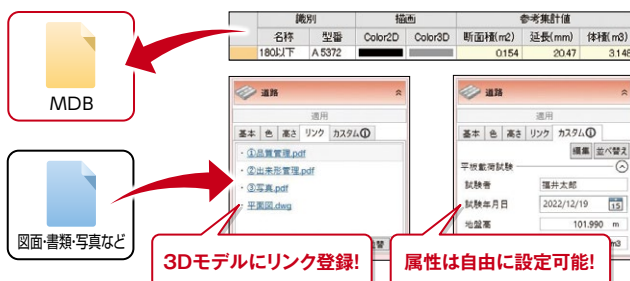 識別 描画 参考集計値
名称 型番 Color2D Color3D 断面積(m2) 延長(mm) 体積(m3)
180以下 A 5372 0.154 20.47 3.148
MDB
道路
適用
基本 色 高さ リンク カスタム
・①品質管理.pdf
・②出来形管理.pdf
・③写真.pdf
・平面図.dwg
図面・書類・写真など
3Dモデルにリンク登録!
道路
適用
基本 色 高さ リンク カスタム
編集 並べ替え
平板載荷試験
試験者 福井太郎
試験年月日 2022/12/19 15
地盤高 101.990 m
m3
属性は自由に設定可能!